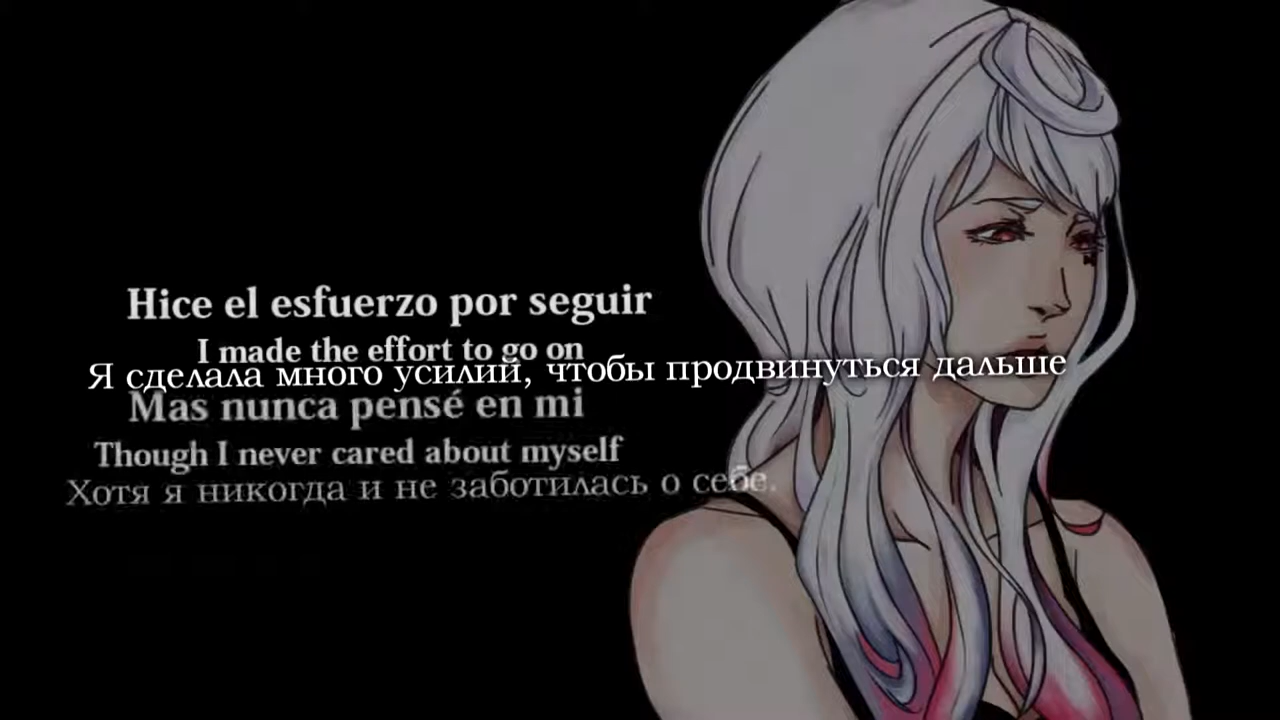 Hice el esfuerzo por seguir
I made the effort to go on
Я сделала много усилий, чтобы продвинуться дальше
Mas nunca pensé en mi
Though I never cared about myself
Хотя я никогда и не заботилась о себе.